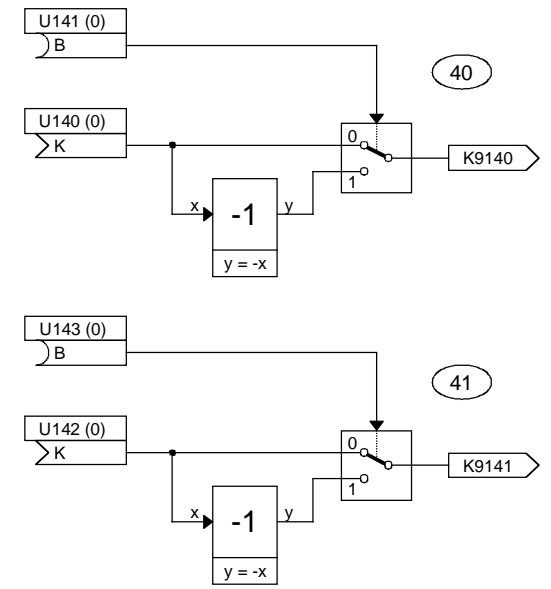 U141 (0)
B
40
U140 (0)
K
0
1
K9140
x
-1
y
y = -x
U143 (0)
B
41
U142 (0)
K
0
1
K9141
x
-1
y
y = -x